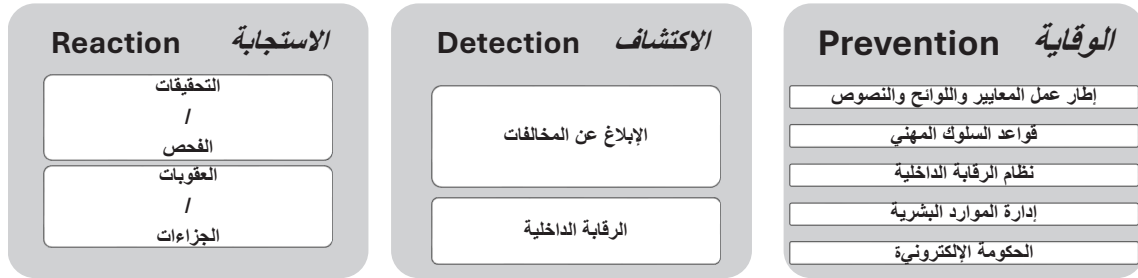 الوقاية Prevention
إطار عمل المعايير واللوائح والنصوص
قواعد السلوك المهني
نظام الرقابة الداخلية
إدارة الموارد البشرية
الحكومة الإلكترونية
الاكتشاف Detection
الإبلاغ عن المخالفات
الرقابة الداخلية
الاستجابة Reaction
التحقيقات
/
الفحص
العقوبات
/
الجزاءات